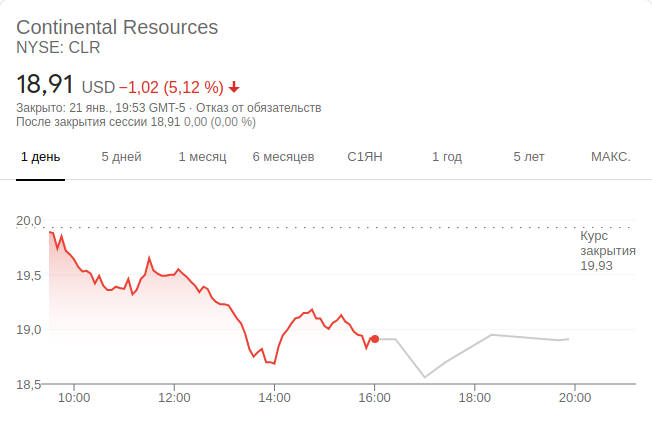 Continental Resources
NYSE: CLR
18,91 USD −1,02 (5,12 %)
Закрыто: 21 янв., 19:53 GMT-5 · Отказ от обязательств
После закрытия сессии 18,91 0,00 (0,00 %)
1 день 5 дней 1 месяц 6 месяцев С1ЯН 1 год 5 лет МАКС.
20,0
Курс
закрытия
19,93
19,5
19,0
18,5
10:00 12:00 14:00 16:00 18:00 20:00